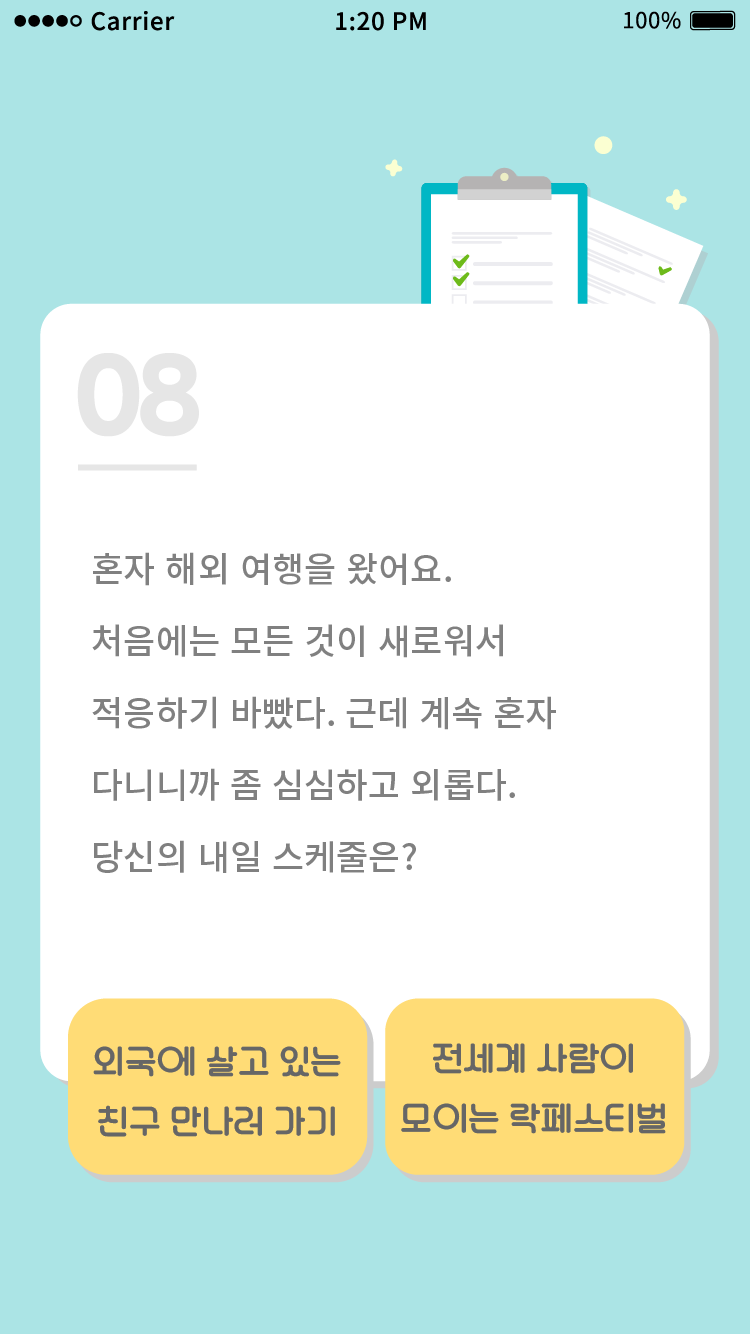 Carrier 1:20 PM 100%
08
혼자 해외 여행을 왔어요.
처음에는 모든 것이 새로워서
적응하기 바빴다. 근데 계속 혼자
다니니까 좀 심심하고 외롭다.
당신의 내일 스케줄은?
외국에 살고 있는
친구 만나러 가기
전세계 사람이
모이는 락페스티벌